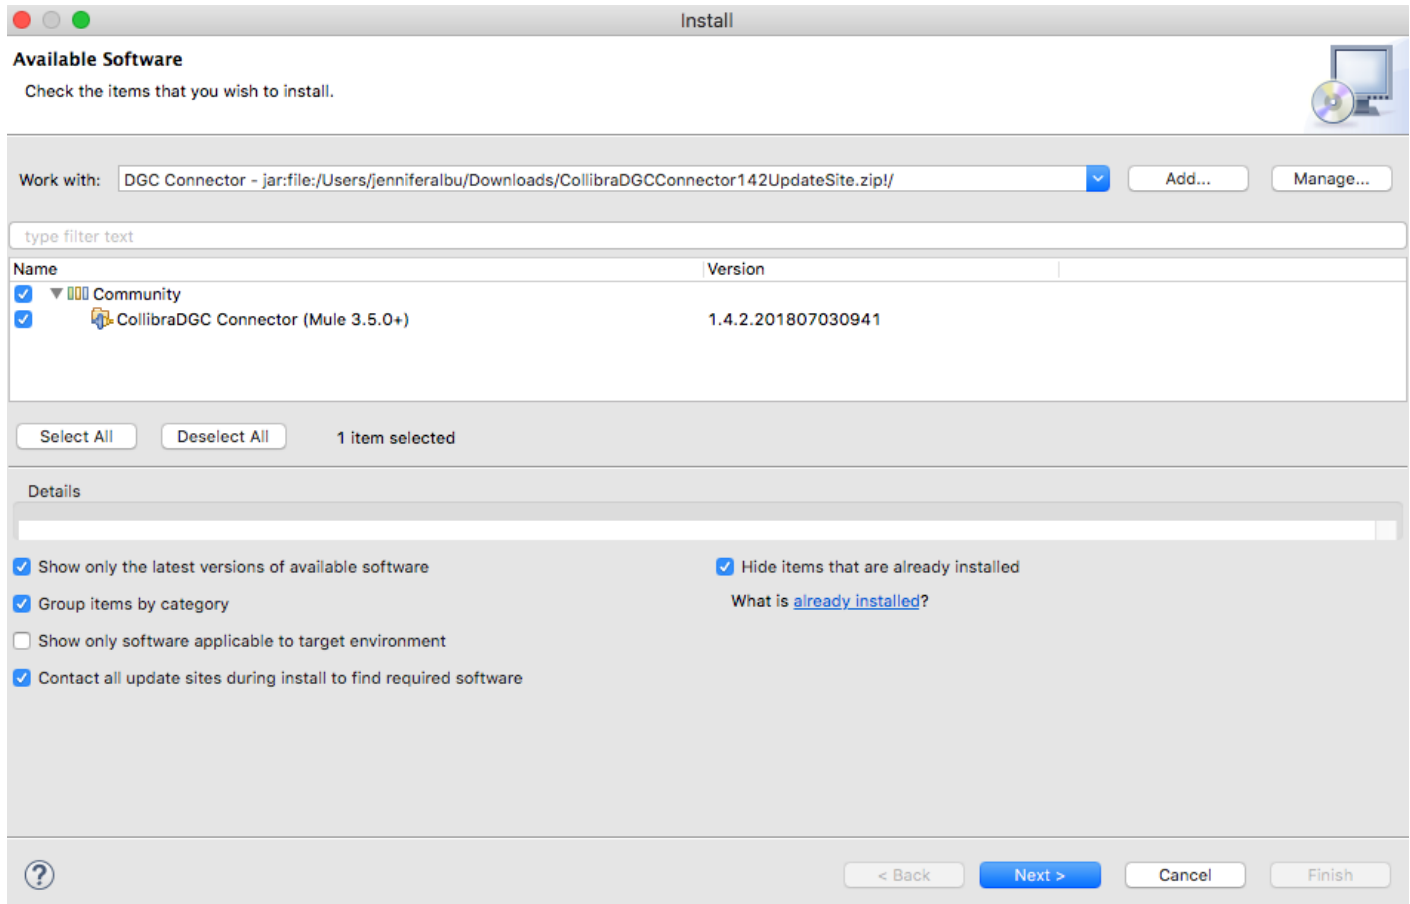 Install
Available Software
Check the items that you wish to install.
Work with: DGC Connector - jar:file:/Users/jenniferalbu/Downloads/CollibraDGCConnector142UpdateSite.zip!/ Add... Manage...
type filter text
Name Version
Community
CollibraDGC Connector (Mule 3.5.0+) 1.4.2.201807030941
Select All Deselect All 1 item selected
Details
Show only the latest versions of available software Hide items that are already installed
Group items by category What is already installed?
Show only software applicable to target environment
Contact all update sites during install to find required software
? < Back Next > Cancel Finish